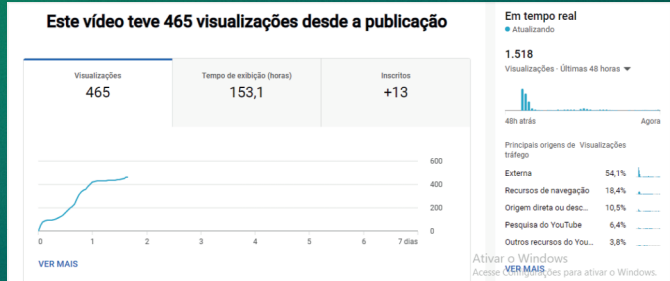 Este vídeo teve 465 visualizações desde a publicação
Visualizações
465
Tempo de exibição (horas)
153,1
Inscritos
+13
600
400
200
0
0 1 2 3 4 5 6 7 dias
VER MAIS
Em tempo real
Atualizando
1.518
Visualizações · Últimas 48 horas
48h atrás Agora
Principais origens de tráfego Visualizações
Externa 54,1%
Recursos de navegação 18,4%
Origem direta ou desc... 10,5%
Pesquisa do YouTube 6,4%
Outros recursos do You... 3,8%
VER MAIS
Ativar o Windows
Acesse Configurações para ativar o Windows.